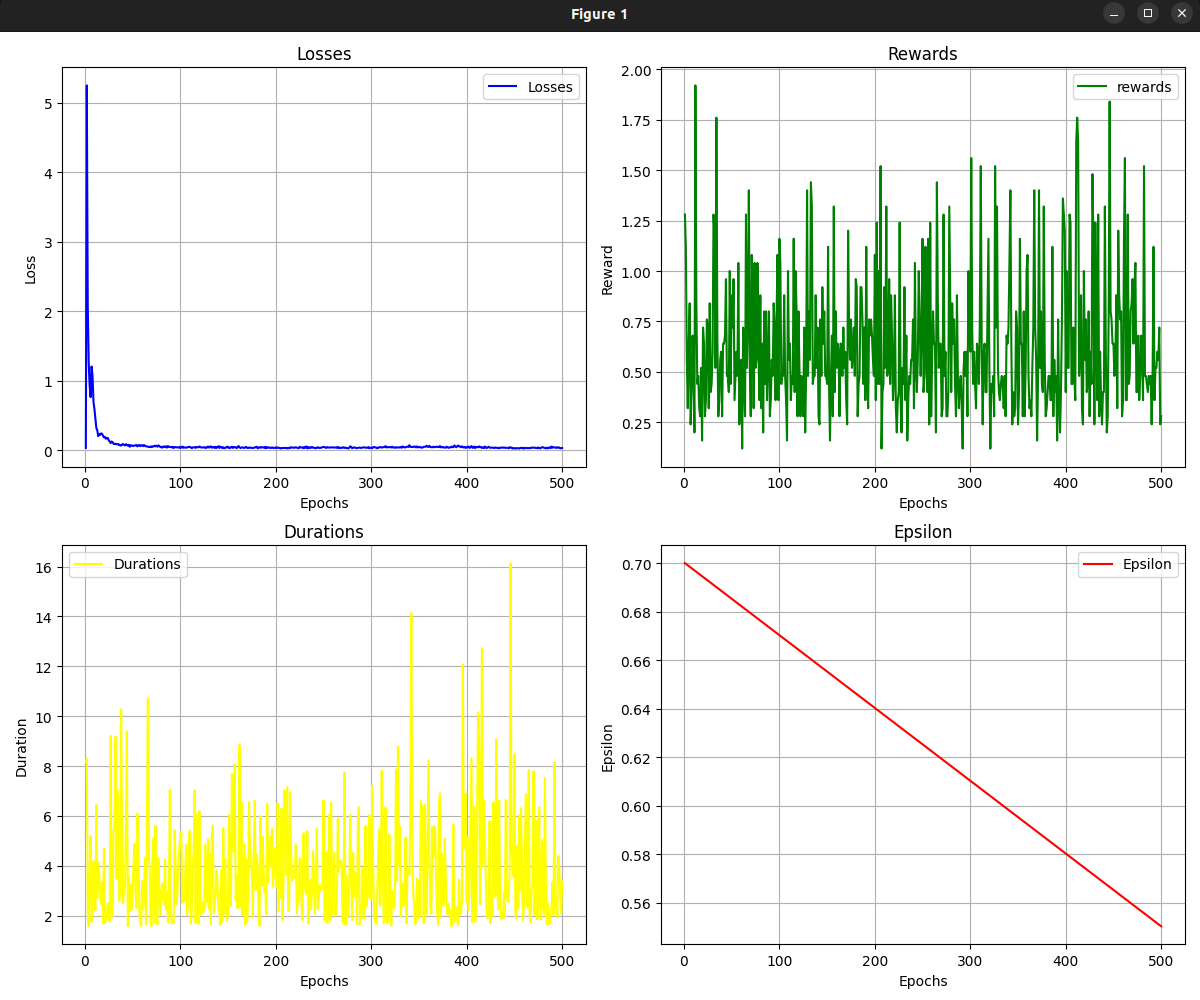 Figure 1
Losses
Losses
5
4
3
2
1
0
Loss
0 100 200 300 400 500
Epochs
Rewards
rewards
2.00
1.75
1.50
1.25
1.00
0.75
0.50
0.25
Reward
0 100 200 300 400 500
Epochs
Durations
Durations
16
14
12
10
8
6
4
2
Duration
0 100 200 300 400 500
Epochs
Epsilon
Epsilon
0.70
0.68
0.66
0.64
0.62
0.60
0.58
0.56
Epsilon
0 100 200 300 400 500
Epochs